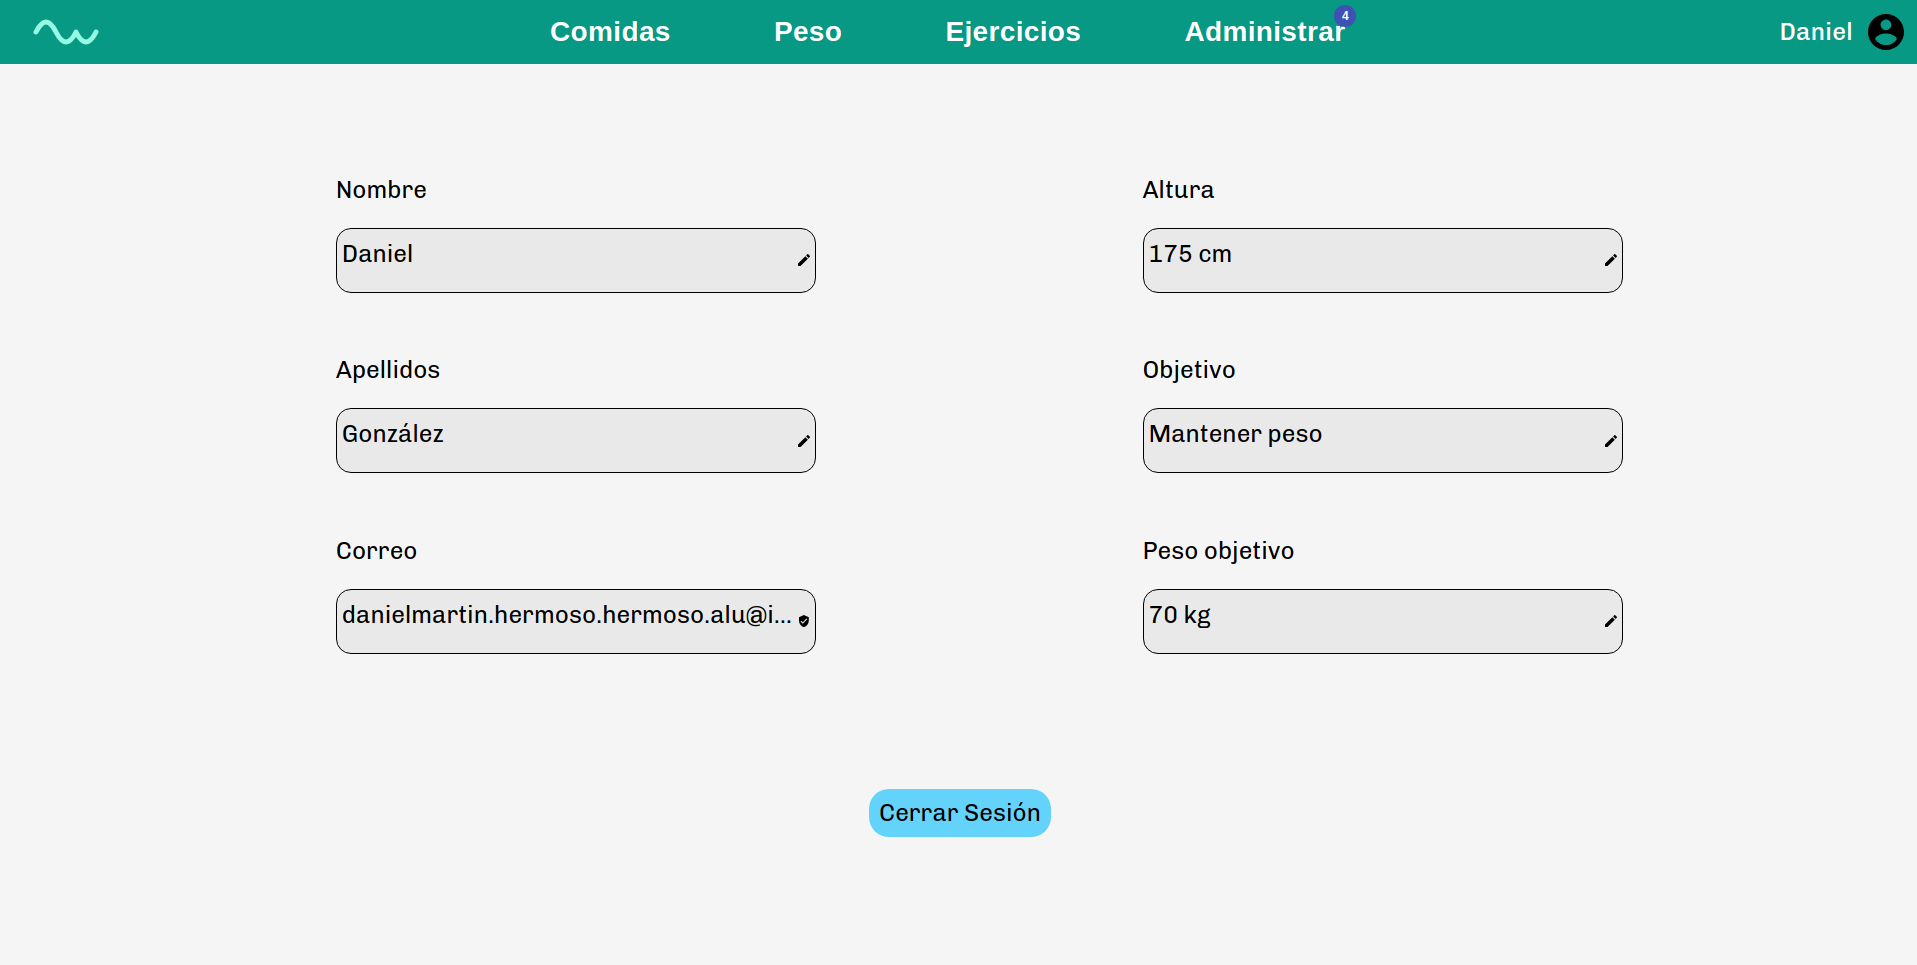 Comidas
Peso
Ejercicios
Administrar
4
Daniel
Nombre
Daniel
Altura
175 cm
Apellidos
González
Objetivo
Mantener peso
Correo
danielmartin.hermoso.hermoso.alu@i...
Peso objetivo
70 kg
Cerrar Sesión